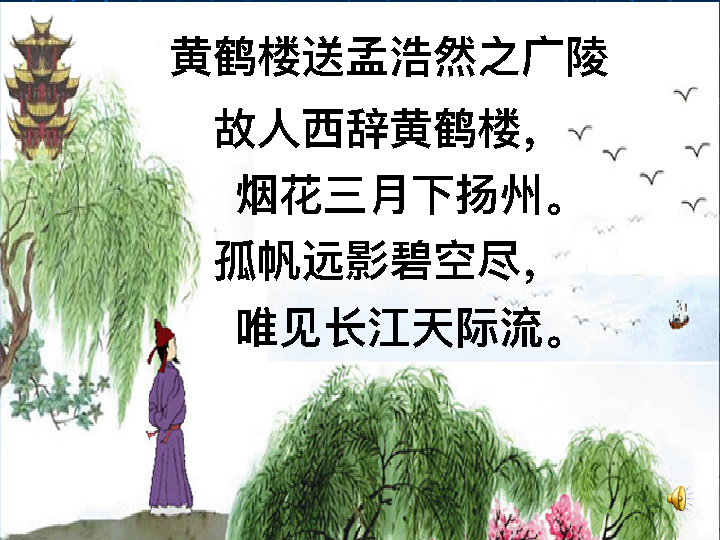 黄鹤楼送孟浩然之广陵
故人西辞黄鹤楼，
烟花三月下扬州。
孤帆远影碧空尽，
唯见长江天际流。